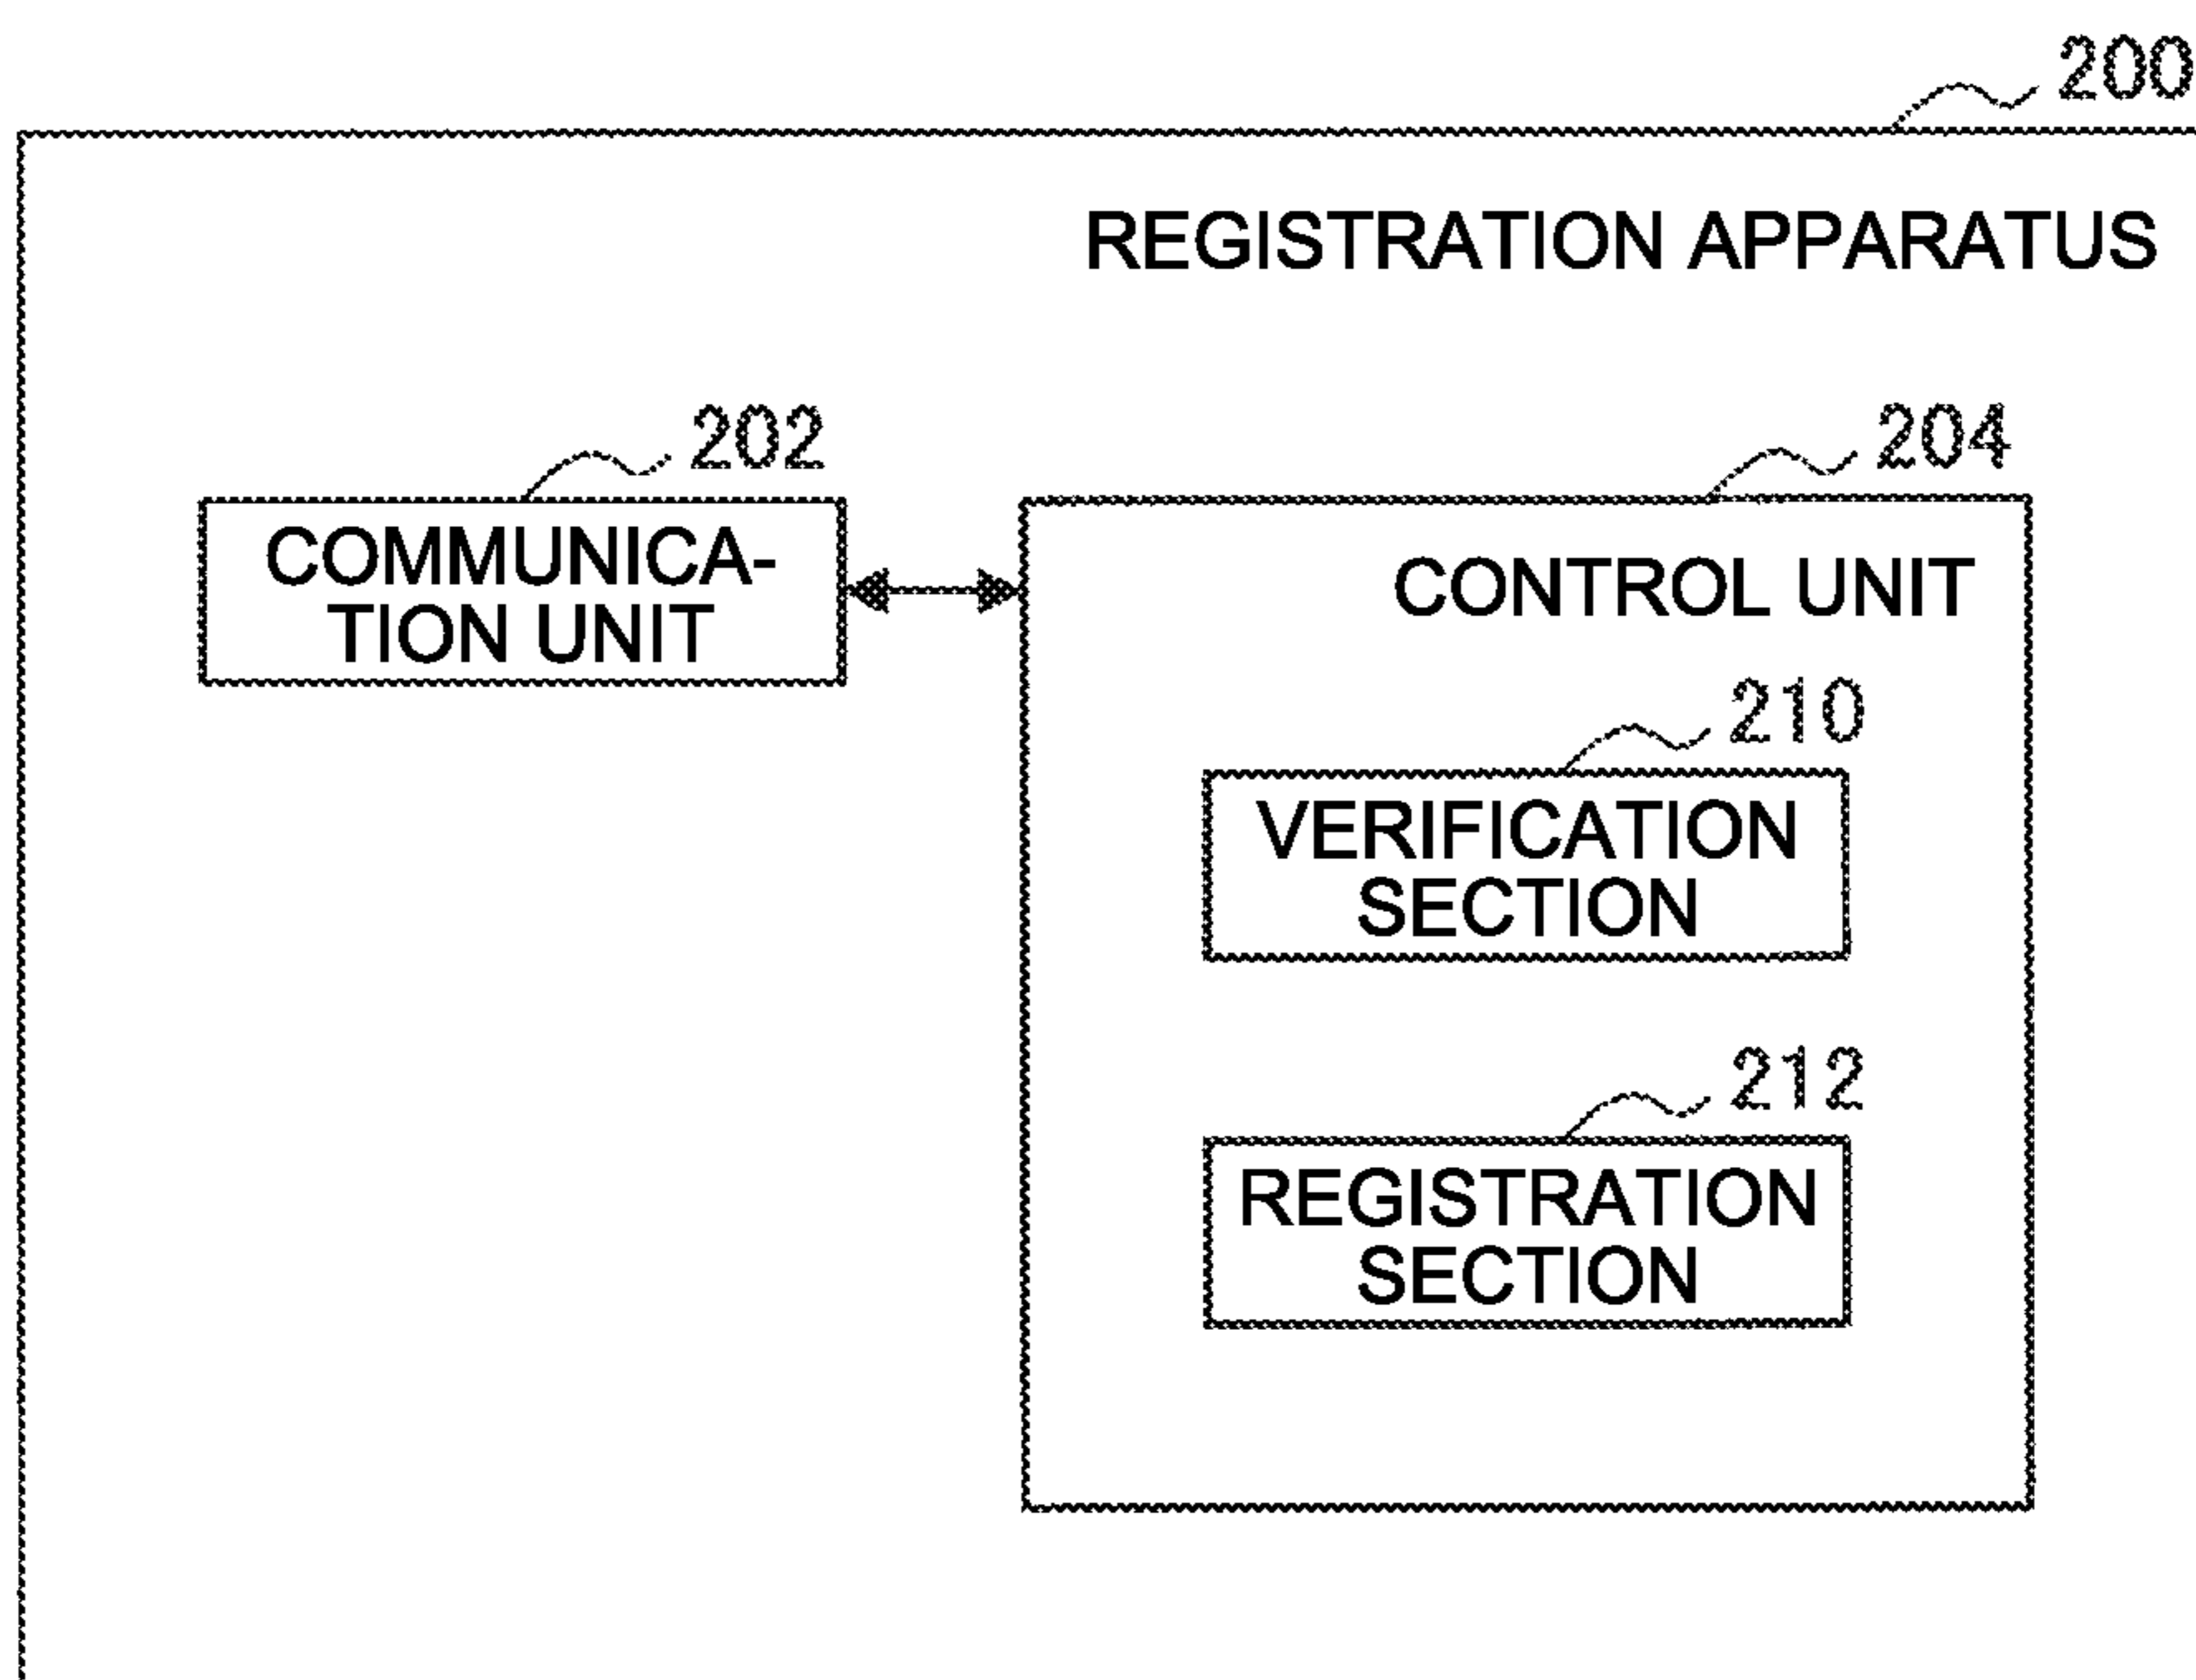 200
REGISTRATION APPARATUS
202
204
COMMUNICA-
TION UNIT
CONTROL UNIT
210
VERIFICATION
SECTION
212
REGISTRATION
SECTION